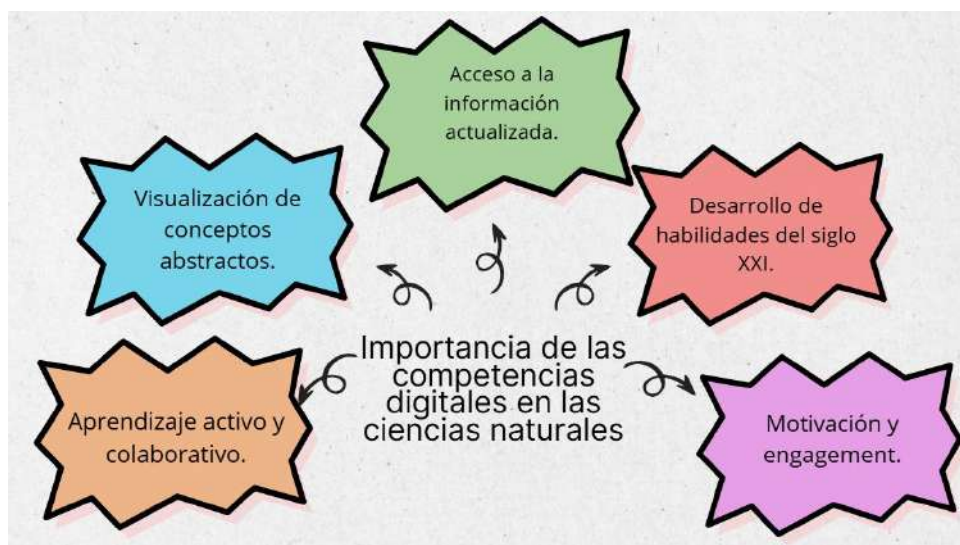 Acceso a la
información
actualizada.
Visualización de
conceptos
abstractos.
Desarrollo de
habilidades del siglo
XXI.
Importancia de las
competencias
digitales en las
ciencias naturales
Aprendizaje activo y
colaborativo.
Motivación y
engagement.